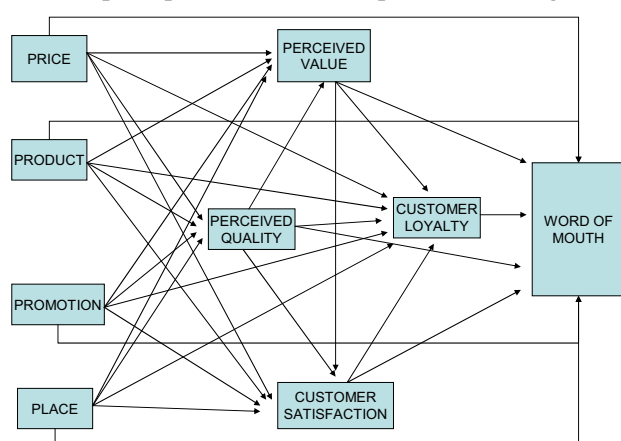 PRICE
PERCEIVED
VALUE
PRODUCT
PERCEIVED
QUALITY
CUSTOMER
LOYALTY
WORD OF
MOUTH
PROMOTION
PLACE
CUSTOMER
SATISFACTION